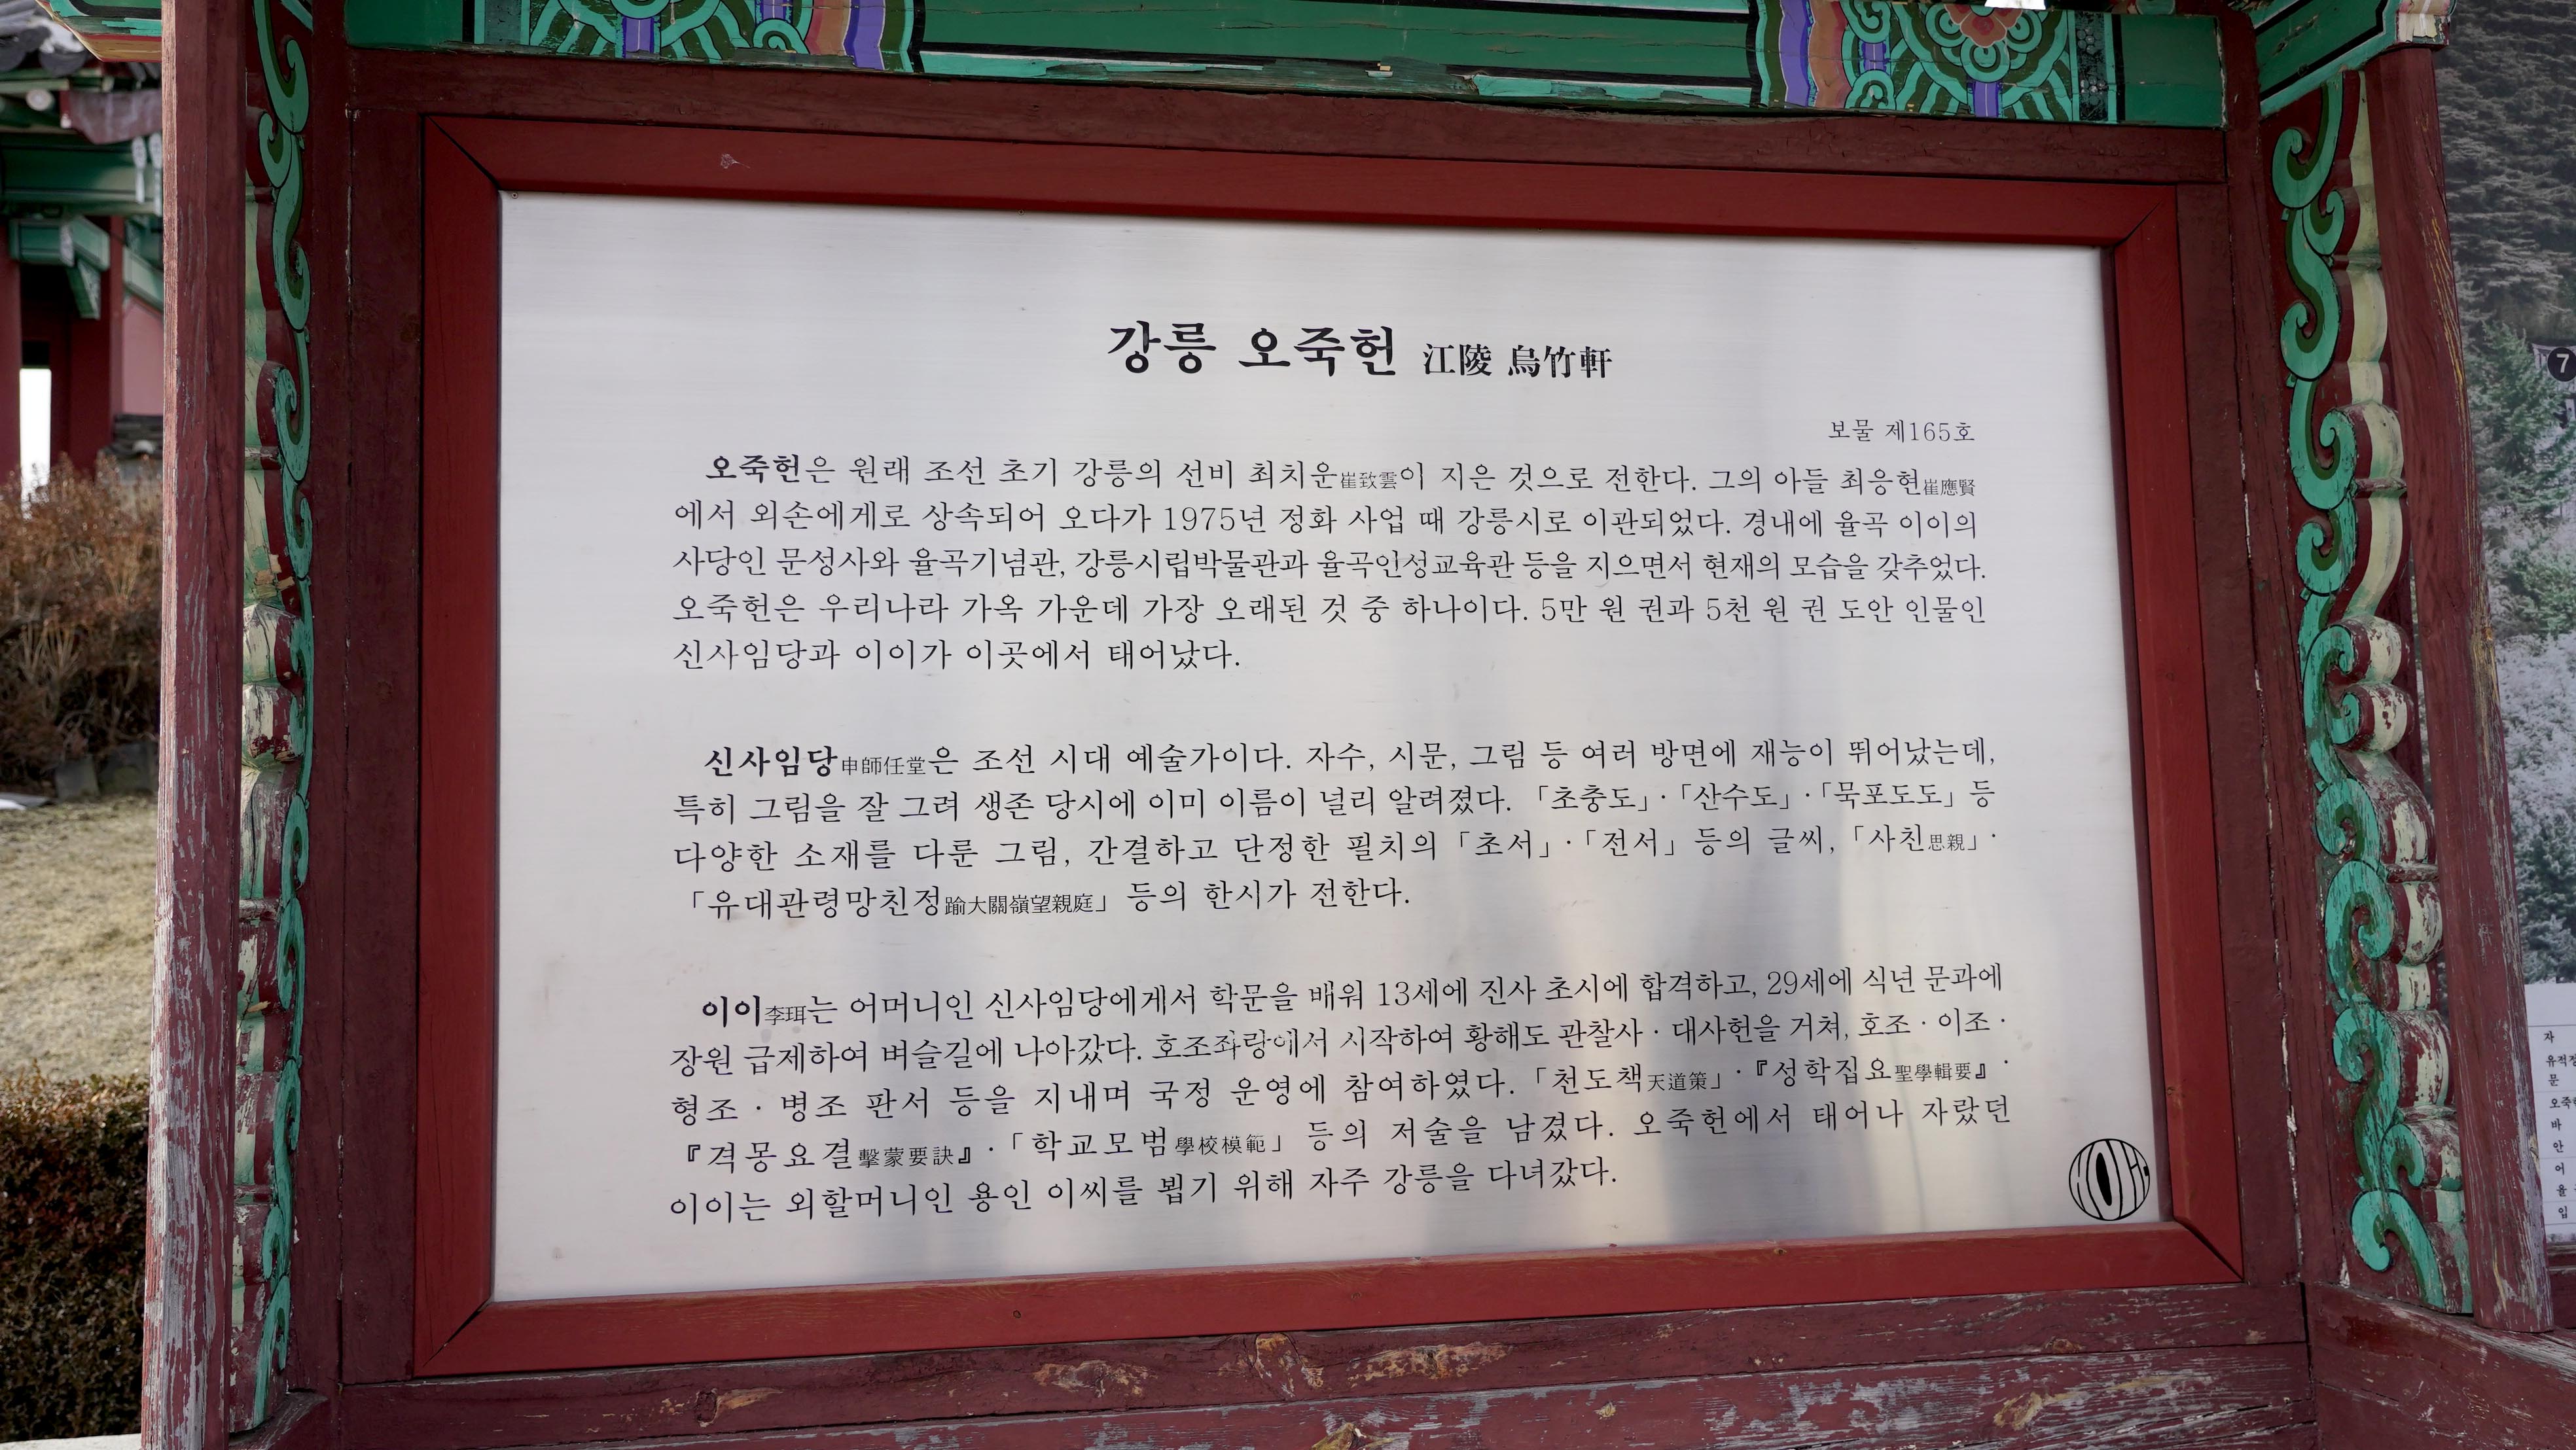 강릉 오죽헌 江陵 烏竹軒
보물 제165호
오죽헌은 원래 조선 초기 강릉의 선비 최치운崔致雲이 지은 것으로 전한다. 그의 아들 최응현崔應賢
에서 외손에게로 상속되어 오다가 1975년 정화 사업 때 강릉시로 이관되었다. 경내에 율곡 이이의
사당인 문성사와 율곡기념관, 강릉시립박물관과 율곡인성교육관 등을 지으면서 현재의 모습을 갖추었다.
오죽헌은 우리나라 가옥 가운데 가장 오래된 것 중 하나이다. 5만 원 권과 5천 원 권 도안 인물인
신사임당과 이이가 이곳에서 태어났다.
신사임당申師任堂은 조선 시대 예술가이다. 자수, 시문, 그림 등 여러 방면에 재능이 뛰어났는데,
특히 그림을 잘 그려 생존 당시에 이미 이름이 널리 알려졌다. 「초충도」·「산수도」·「묵포도도」 등
다양한 소재를 다룬 그림, 간결하고 단정한 필치의 「초서」·「전서」 등의 글씨, 「사친思親」·
「유대관령망친정踰大關嶺望親庭」 등의 한시가 전한다.
이이李珥는 어머니인 신사임당에게서 학문을 배워 13세에 진사 초시에 합격하고, 29세에 식년 문과에
장원 급제하여 벼슬길에 나아갔다. 호조좌랑에서 시작하여 황해도 관찰사 · 대사헌을 거쳐, 호조 · 이조 ·
형조 · 병조 판서 등을 지내며 국정 운영에 참여하였다. 「천도책天道策」·『성학집요聖學輯要』·
『격몽요결擊蒙要訣』·「학교모범學校模範」 등의 저술을 남겼다. 오죽헌에서 태어나 자랐던
이이는 외할머니인 용인 이씨를 뵙기 위해 자주 강릉을 다녀갔다.
7
자
유적정
문
오죽헌
바
안
어
율
입